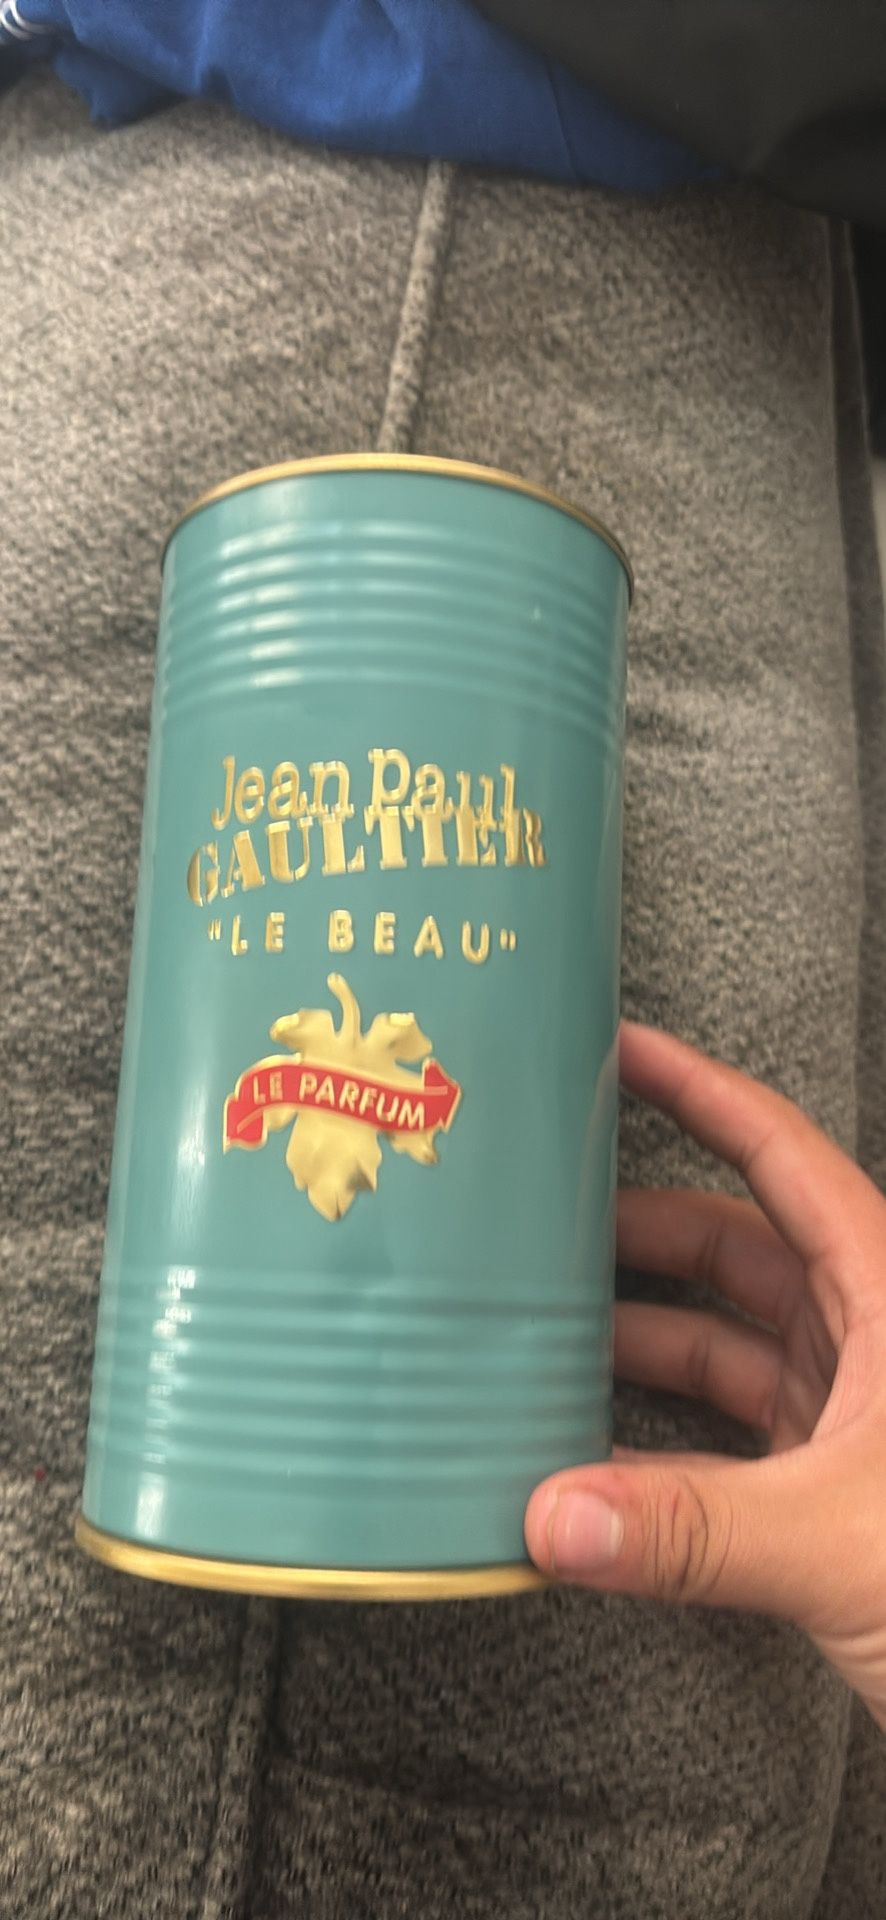 Jean Paul
GAULTIER
"LE BEAU"
LE PARFUM